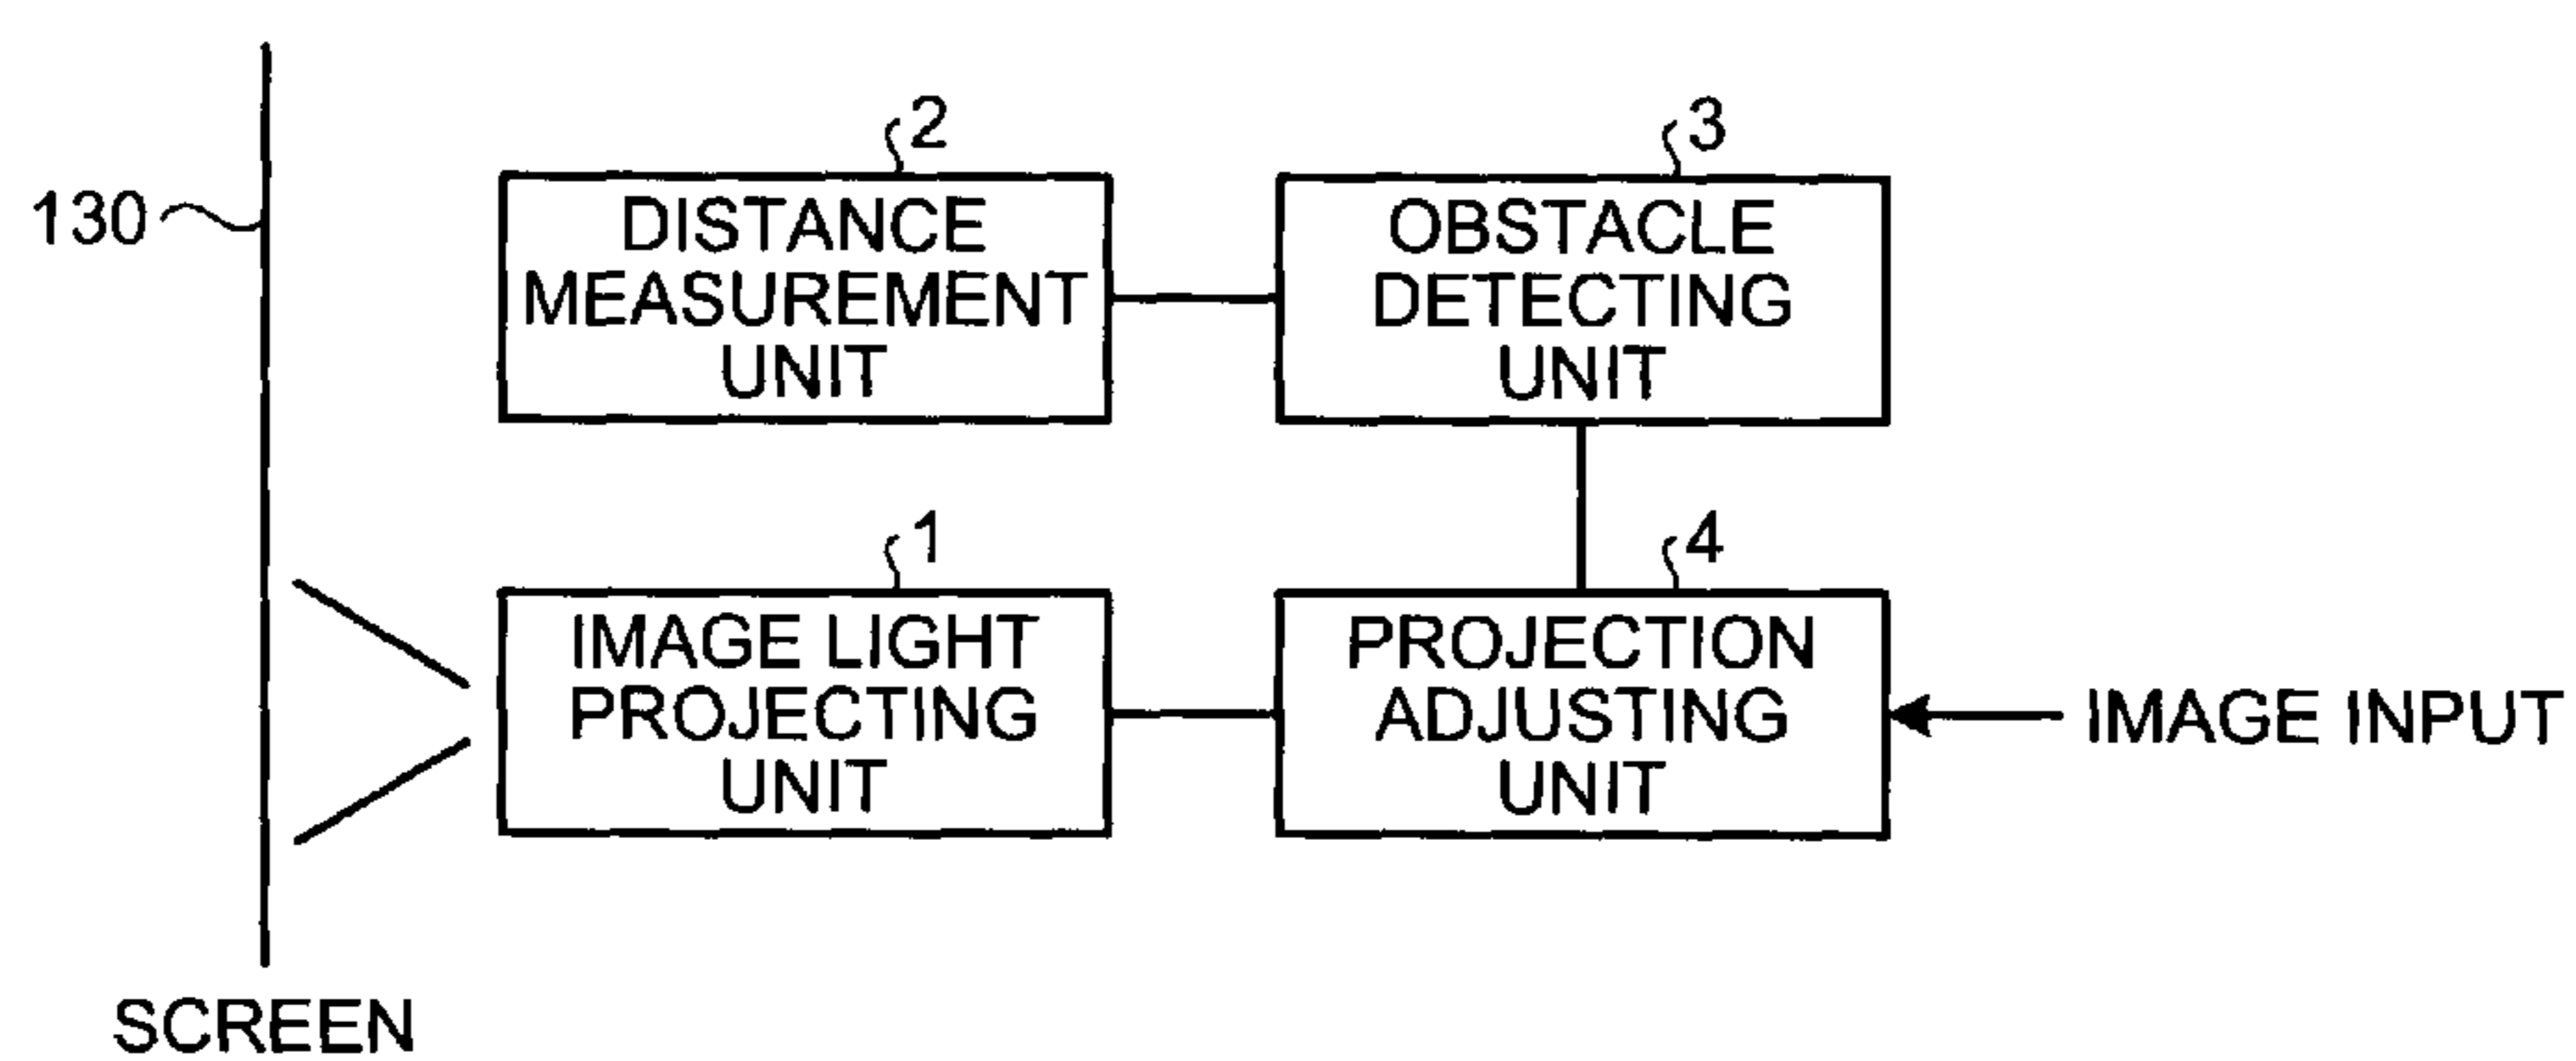 2
3
130
DISTANCE
MEASUREMENT
UNIT
OBSTACLE
DETECTING
UNIT
1
4
IMAGE LIGHT
PROJECTING
UNIT
PROJECTION
ADJUSTING
UNIT
IMAGE INPUT
SCREEN